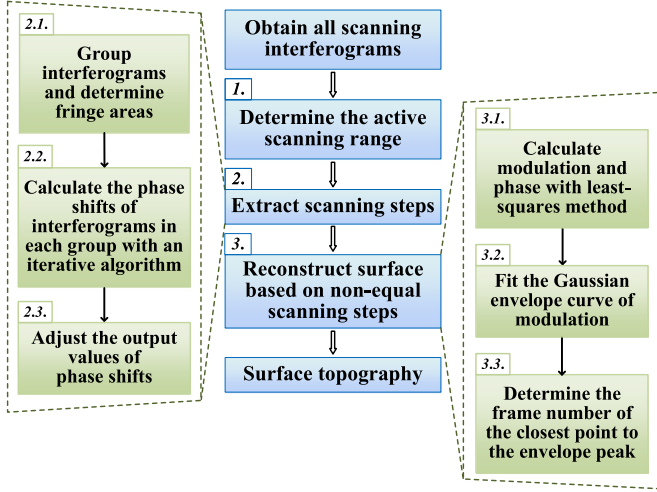 2.1.
Group
interferograms
and determine
fringe areas
2.2.
Calculate the phase
shifts of
interferograms in
each group with an
iterative algorithm
2.3.
Adjust the output
values of
phase shifts
Obtain all scanning
interferograms
1.
Determine the active
scanning range
2.
Extract scanning steps
3.
Reconstruct surface
based on non-equal
scanning steps
Surface topography
3.1.
Calculate
modulation and
phase with least-
squares method
3.2.
Fit the Gaussian
envelope curve of
modulation
3.3.
Determine the
frame number of
the closest point to
the envelope peak